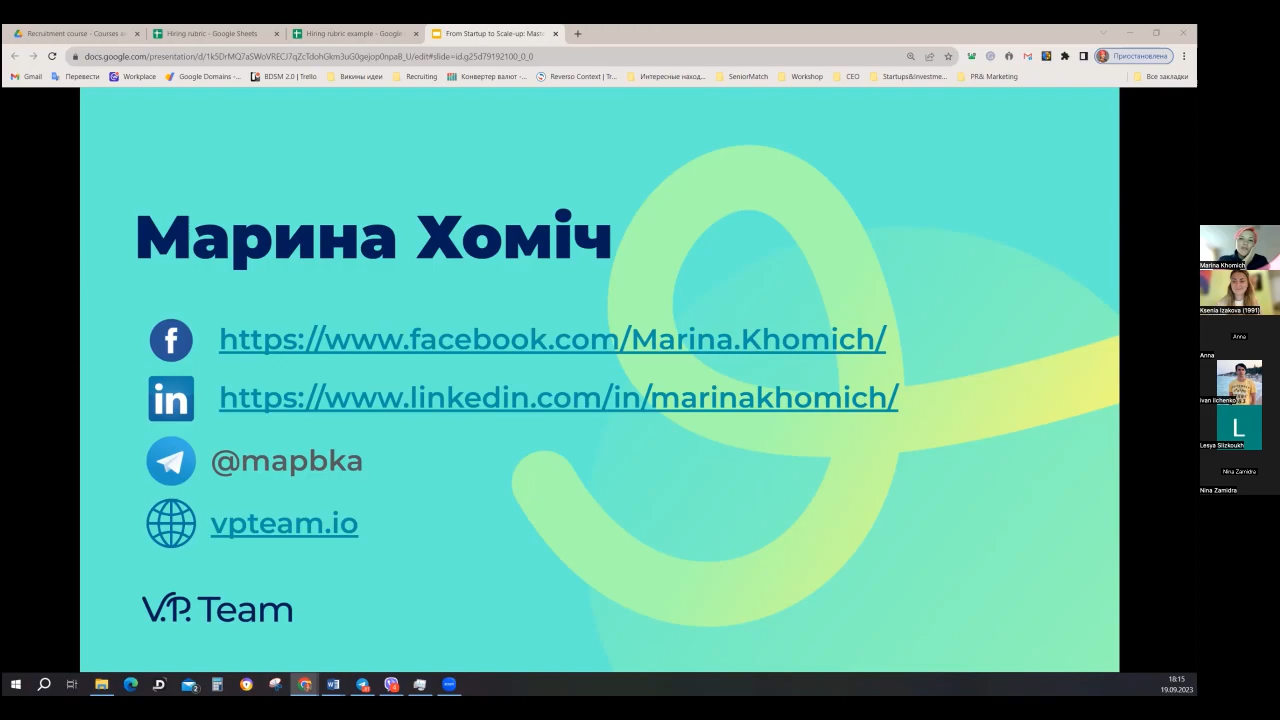 Recruitment course - Courses a
Hiring rubric - Google Sheets
Hiring rubric example - Google
From Startup to Scale-up: Mast
docs.google.com/presentation/d/1k5DrMQ7aSWoVRECI7qZcTdohGkm3uG0gejop0npaB_U/edit#slide=id.g25d79192100_0_0
Приостановлена
Gmail
Перевести
Workplace
Google Domains -...
BDSM 2.0 | Trello
Викины идеи
Recruiting
Конвертер валют -...
Reverso Context | Tr...
Интересные наход...
SeniorMatch
Workshop
CEO
Startups&Investme...
PR& Marketing
Все закладки
Марина Хоміч
https://www.facebook.com/Marina.Khomich/
https://www.linkedin.com/in/marinakhomich/
@mapbka
vpteam.io
V.P. Team
Marina Khomich
Ksenia Izakova (1991)
Anna
Anna
Ivan Ilchenko
L
Lesya Slizkoukh
Nina Zamidra
Nina Zamidra
18:15
19.09.2023